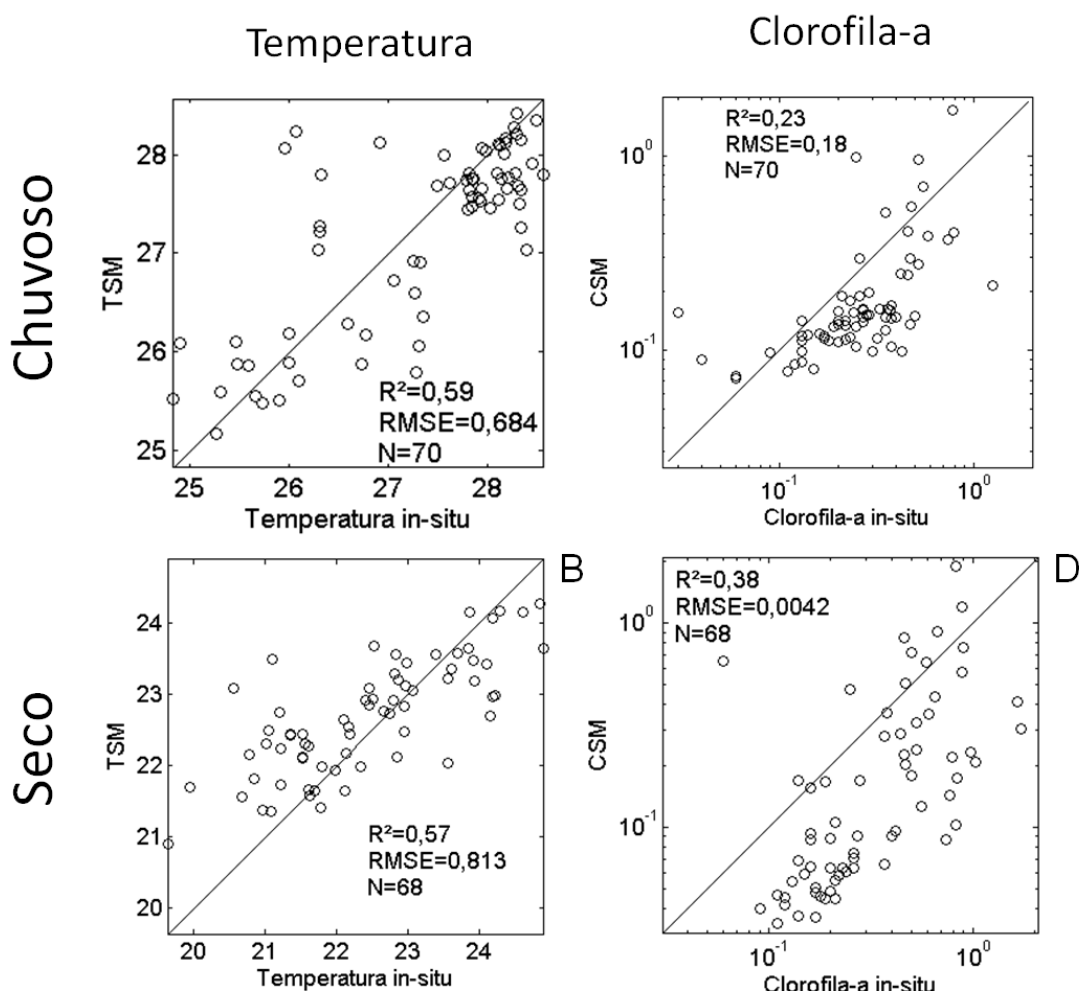 Temperatura
Clorofila-a
Chuvoso
TSM
28
27
26
25
R²=0,59
RMSE=0,684
N=70
25 26 27 28
Temperatura in-situ
CSM
10⁰
10⁻¹
R²=0,23
RMSE=0,18
N=70
10⁻¹ 10⁰
Clorofila-a in-situ
Seco
B
TSM
24
23
22
21
20
R²=0,57
RMSE=0,813
N=68
20 21 22 23 24
Temperatura in-situ
D
CSM
R²=0,38
RMSE=0,0042
N=68
10⁰
10⁻¹
10⁻¹ 10⁰
Clorofila-a in-situ